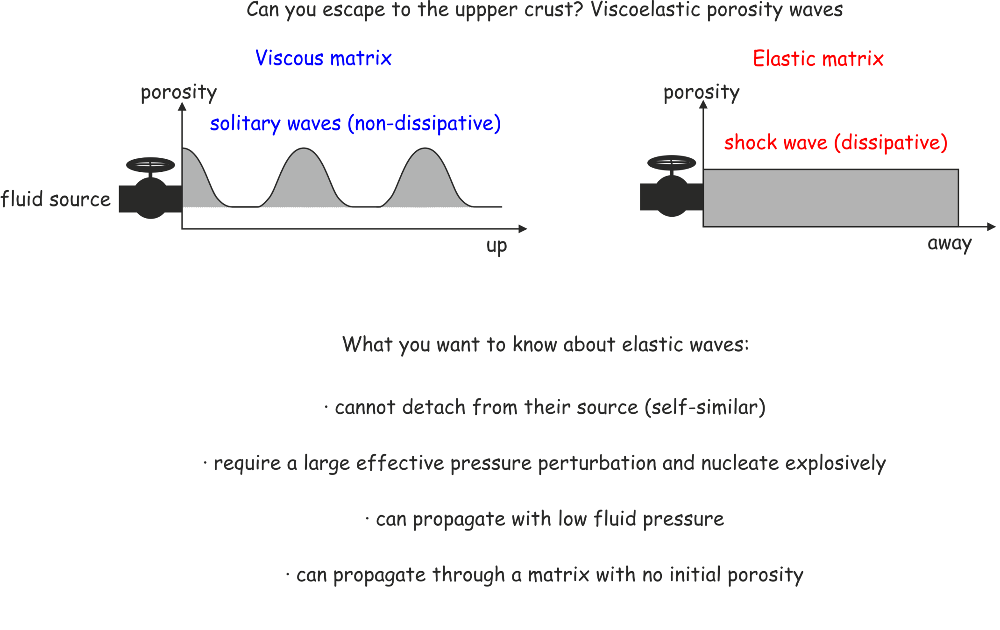 Can you escape to the uppper crust? Viscoelastic porosity waves
Viscous matrix
porosity
solitary waves (non-dissipative)
fluid source
up
Elastic matrix
porosity
shock wave (dissipative)
away
What you want to know about elastic waves:
· cannot detach from their source (self-similar)
· require a large effective pressure perturbation and nucleate explosively
· can propagate with low fluid pressure
· can propagate through a matrix with no initial porosity